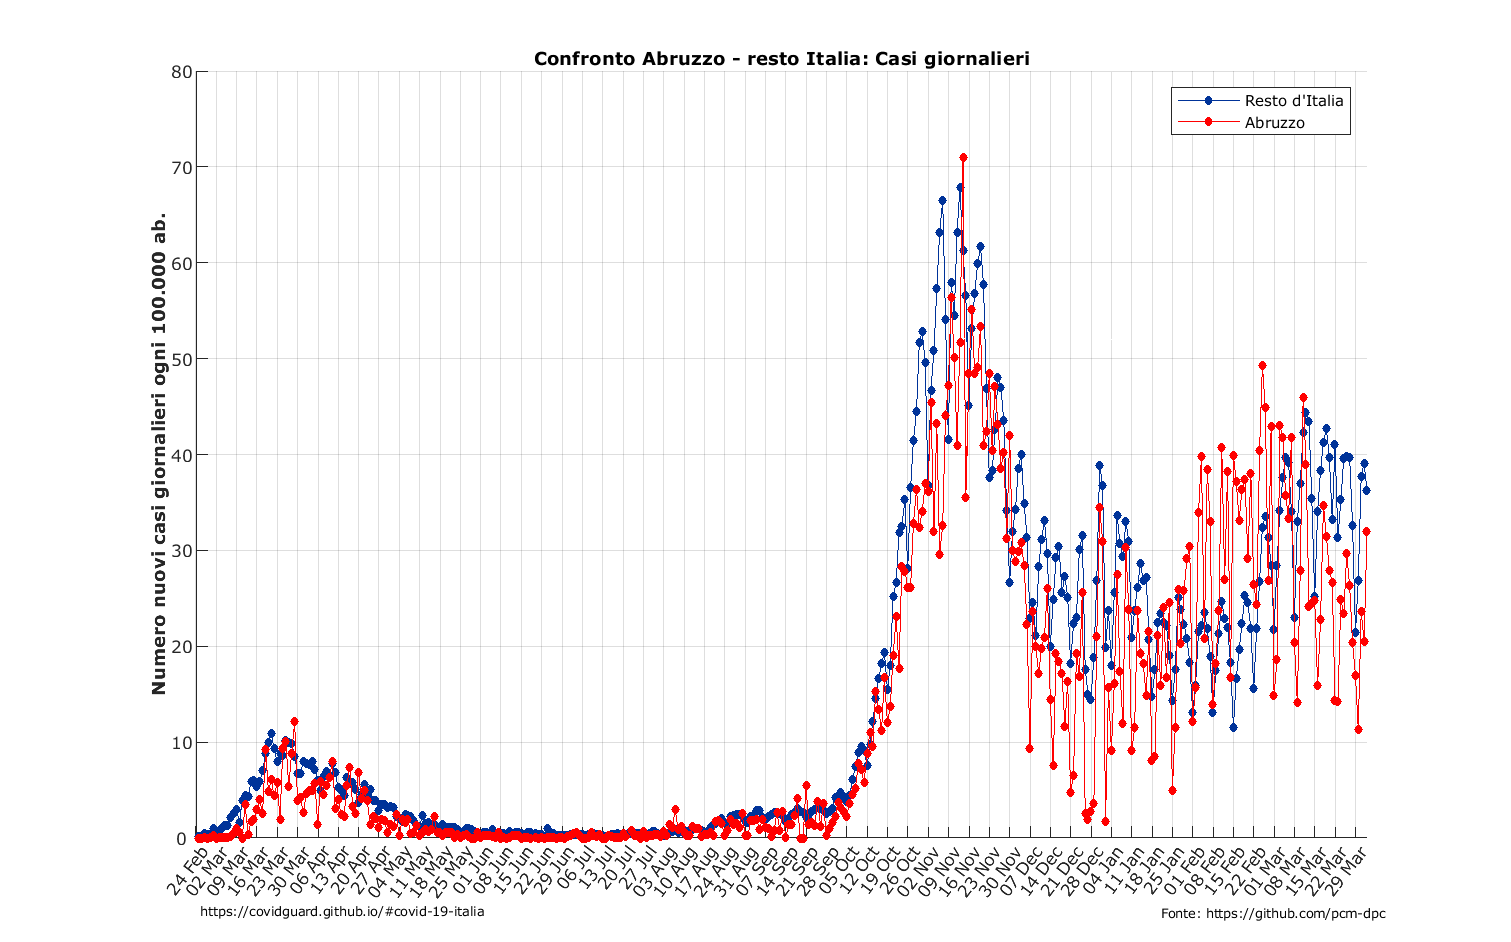 Confronto Abruzzo - resto Italia: Casi giornalieri
Numero nuovi casi giornalieri ogni 100.000 ab.
80
70
60
50
40
30
20
10
0
Resto d'Italia
Abruzzo
24 Feb
02 Mar
09 Mar
16 Mar
23 Mar
30 Mar
06 Apr
13 Apr
20 Apr
27 Apr
04 May
11 May
18 May
25 May
01 Jun
08 Jun
15 Jun
22 Jun
29 Jun
06 Jul
13 Jul
20 Jul
27 Jul
03 Aug
10 Aug
17 Aug
24 Aug
31 Aug
07 Sep
14 Sep
21 Sep
28 Sep
05 Oct
12 Oct
19 Oct
26 Oct
02 Nov
09 Nov
16 Nov
23 Nov
30 Nov
07 Dec
14 Dec
21 Dec
28 Dec
04 Jan
11 Jan
18 Jan
25 Jan
01 Feb
08 Feb
15 Feb
22 Feb
01 Mar
08 Mar
15 Mar
22 Mar
29 Mar
https://covidguard.github.io/#covid-19-italia
Fonte: https://github.com/pcm-dpc